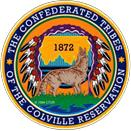 THE CONFEDERATED TRIBES
1872
OF THE COLVILLE RESERVATION